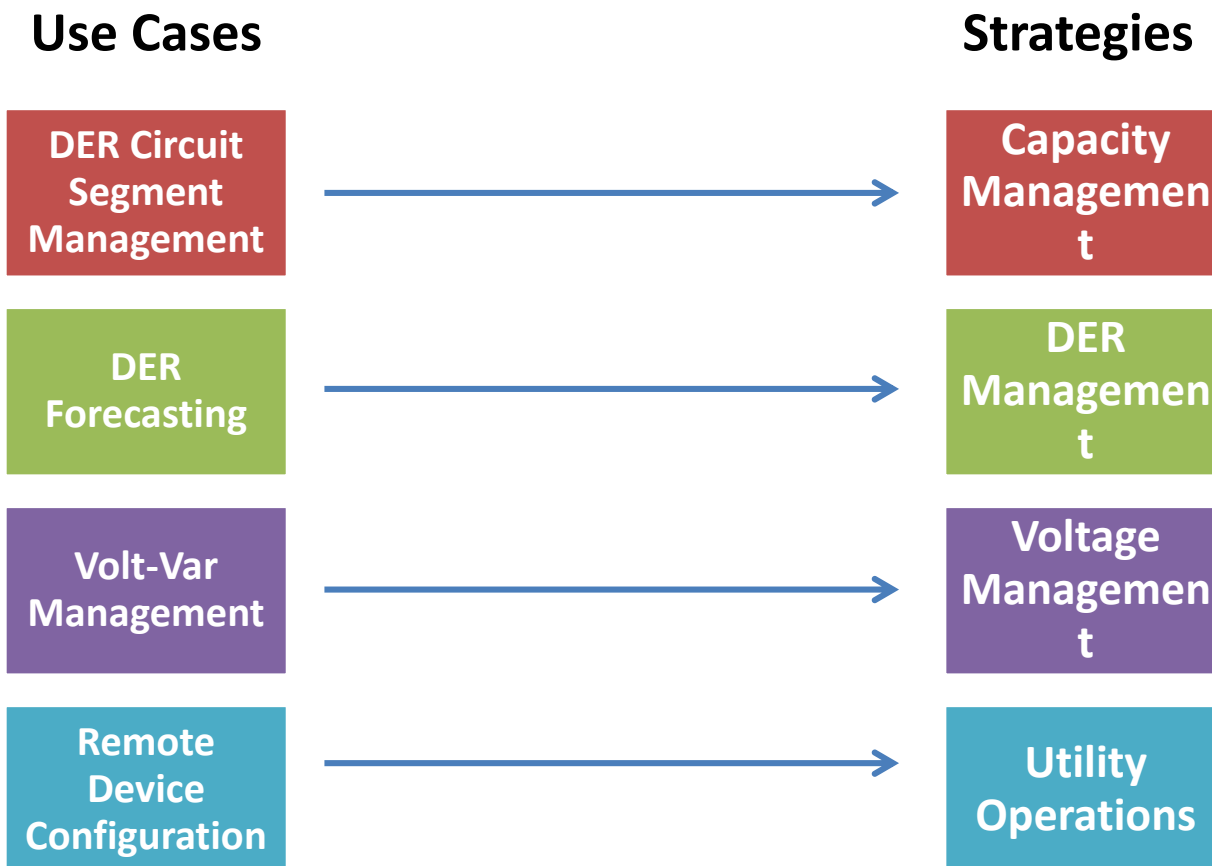 Use Cases
Strategies
DER Circuit
Segment
Management
Capacity
Managemen
t
DER
Forecasting
DER
Managemen
t
Volt-Var
Management
Voltage
Managemen
t
Remote
Device
Configuration
Utility
Operations